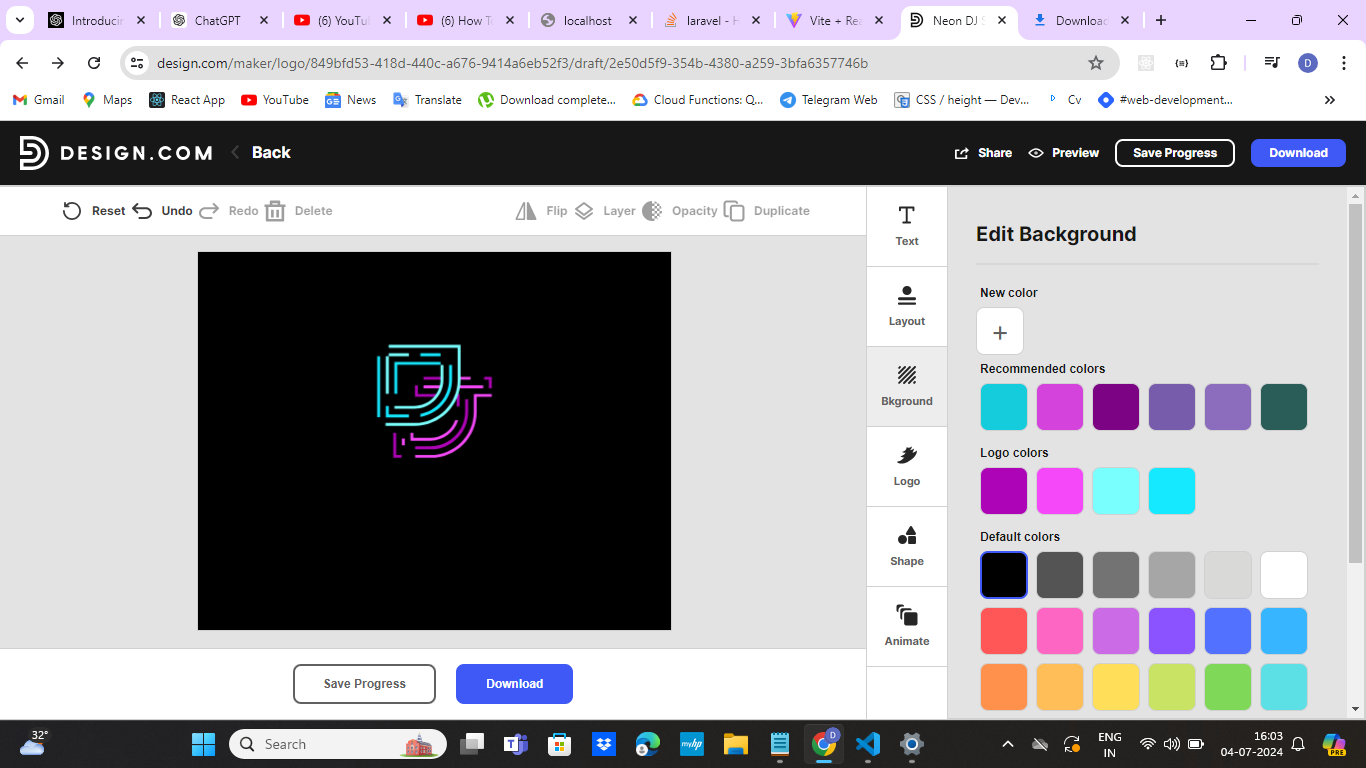 Introducin
ChatGPT
(6) YouTub
(6) How To
localhost
laravel - H
Vite + Rea
Neon DJ S
Download
design.com/maker/logo/849bfd53-418d-440c-a676-9414a6eb52f3/draft/2e50d5f9-354b-4380-a259-3bfa6357746b
D
Gmail
Maps
React App
YouTube
News
Translate
Download complete...
Cloud Functions: Q...
Telegram Web
CSS / height — Dev...
Cv
#web-development...
DESIGN.COM
Back
Share
Preview
Save Progress
Download
Reset
Undo
Redo
Delete
Flip
Layer
Opacity
Duplicate
Text
Layout
Bkground
Logo
Shape
Animate
Edit Background
New color
Recommended colors
Logo colors
Default colors
Save Progress
Download
32°
Search
myhp
D
ENG
IN
16:03
04-07-2024
PRE